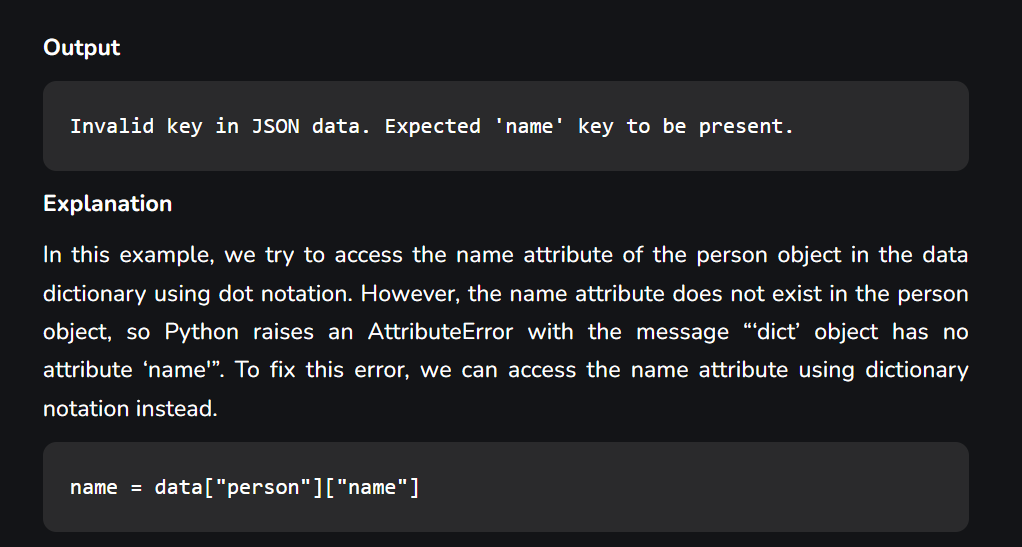 Output
Invalid key in JSON data. Expected 'name' key to be present.
Explanation
In this example, we try to access the name attribute of the person object in the data
dictionary using dot notation. However, the name attribute does not exist in the person
object, so Python raises an AttributeError with the message “‘dict’ object has no
attribute ‘name'”. To fix this error, we can access the name attribute using dictionary
notation instead.
name = data["person"]["name"]